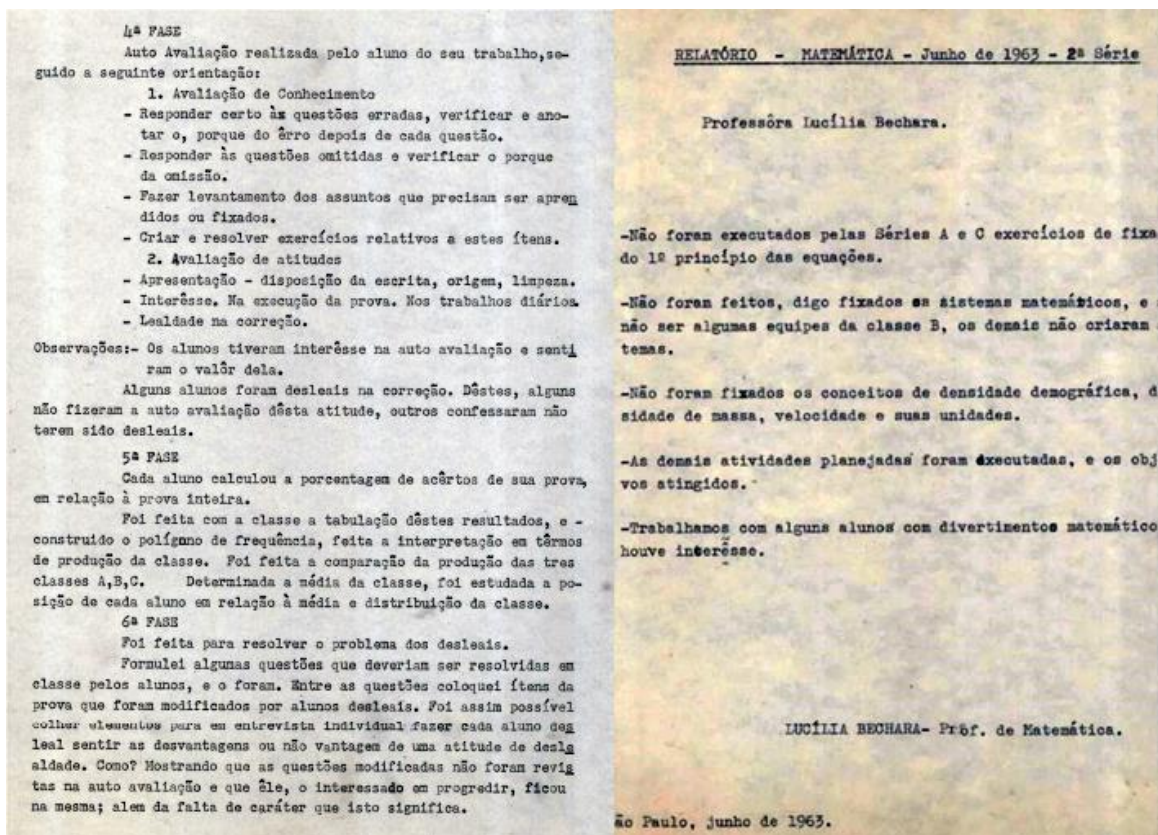 4ª FASE
Auto Avaliação realizada pelo aluno do seu trabalho,se-
guido a seguinte orientação:
1. Avaliação de Conhecimento
- Responder certo às questões erradas, verificar e ano-
tar o, porque do êrro depois de cada questão.
- Responder às questões omitidas e verificar o porque
da omissão.
- Fazer levantamento dos assuntos que precisam ser apren
didos ou fixados.
- Criar e resolver exercícios relativos a estes ítens.
2. Avaliação de atitudes
- Apresentação - disposição da escrita, origem, limpeza.
- Interêsse. Na execução da prova. Nos trabalhos diários.
- Lealdade na correção.
Observações:- Os alunos tiveram interêsse na auto avaliação e senti
ram o valôr dela.
Alguns alunos foram desleais na correção. Dêstes, alguns
não fizeram a auto avaliação dêsta atitude, outros confessaram não
terem sido desleais.
5ª FASE
Cada aluno calculou a porcentagem de acêrtos de sua prova,
em relação à prova inteira.
Foi feita com a classe a tabulação dêstes resultados, e -
construido o polígono de frequência, feita a interpretação em têrmos
de produção da classe. Foi feita a comparação da produção das tres
classes A,B,C. Determinada a média da classe, foi estudada a po-
sição de cada aluno em relação à média e distribuição da classe.
6ª FASE
Foi feita para resolver o problema dos desleais.
Formulei algumas questões que deveriam ser resolvidas em
classe pelos alunos, e o foram. Entre as questões coloquei ítens da
prova que foram modificados por alunos desleais. Foi assim possível
colher elementos para em entrevista individual fazer cada aluno des
leal sentir as desvantagens ou não vantagem de uma atitude de desle
aldade. Como? Mostrando que as questões modificadas não foram revis
tas na auto avaliação e que êle, o interessado em progredir, ficou
na mesma; alem da falta de caráter que isto significa.
RELATÓRIO - MATEMÁTICA - Junho de 1963 - 2ª Série
Professôra Lucília Bechara.
-Não foram executados pelas Séries A e C exercícios de fixa
do 1º princípio das equações.
-Não foram feitos, digo fixados os sistemas matemáticos, e
não ser algumas equipes da classe B, os demais não criaram
temas.
-Não foram fixados os conceitos de densidade demográfica, d
sidade de massa, velocidade e suas unidades.
-As demais atividades planejadas foram executadas, e os obj
vos atingidos.
-Trabalhamos com alguns alunos com divertimentos matemático
houve interêsse.
LUCÍLIA BECHARA- Prof. de Matemática.
ão Paulo, junho de 1963.